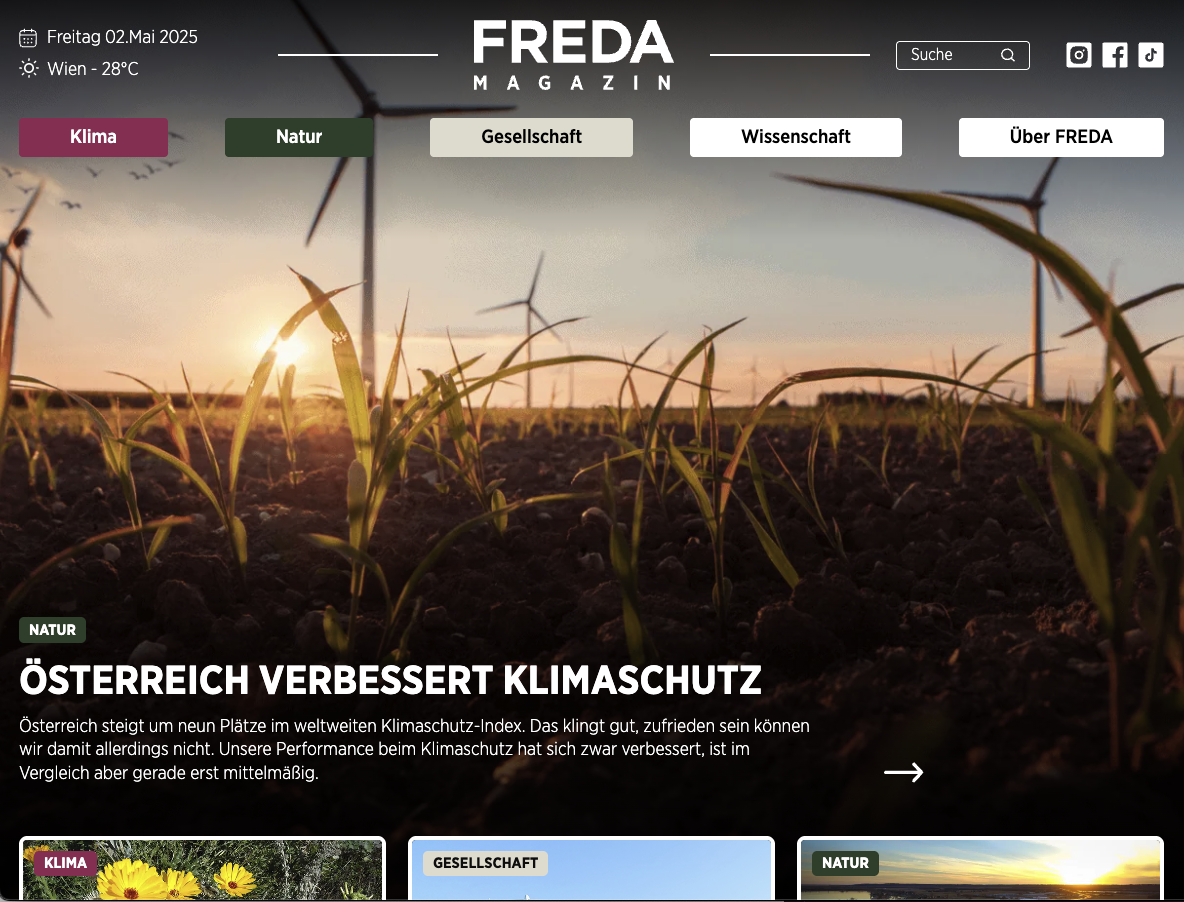 Freitag 02.Mai 2025
Wien - 28°C
FREDA
MAGAZIN
Suche
Klima
Natur
Gesellschaft
Wissenschaft
Über FREDA
NATUR
ÖSTERREICH VERBESSERT KLIMASCHUTZ
Österreich steigt um neun Plätze im weltweiten Klimaschutz-Index. Das klingt gut, zufrieden sein können
wir damit allerdings nicht. Unsere Performance beim Klimaschutz hat sich zwar verbessert, ist im
Vergleich aber gerade erst mittelmäßig.
KLIMA
GESELLSCHAFT
NATUR